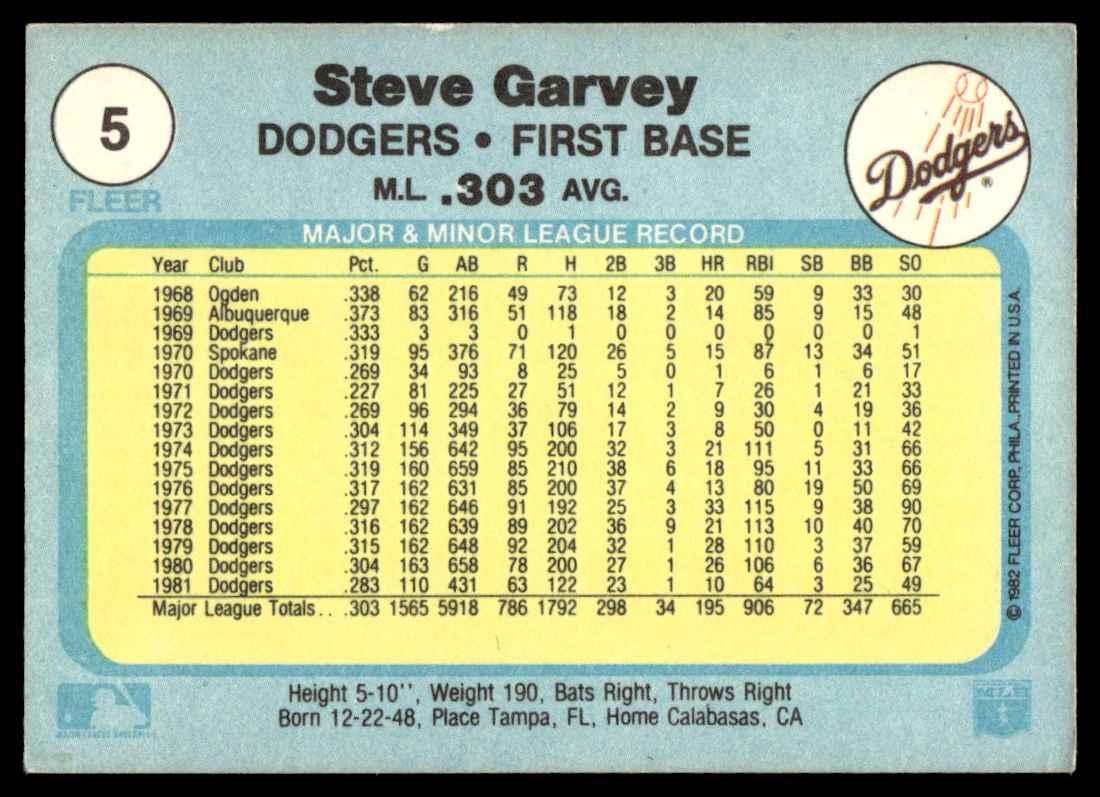 5
FLEER
Steve Garvey
DODGERS • FIRST BASE
M.L .303 AVG.
Dodgers ®
MAJOR & MINOR LEAGUE RECORD
Year Club Pct. G AB R H 2B 3B HR RBI SB BB SO
1968 Ogden .338 62 216 49 73 12 3 20 59 9 33 30
1969 Albuquerque .373 83 316 51 118 18 2 14 85 9 15 48
1969 Dodgers .333 3 3 0 1 0 0 0 0 0 0 1
1970 Spokane .319 95 376 71 120 26 5 15 87 13 34 51
1970 Dodgers .269 34 93 8 25 5 0 1 6 1 6 17
1971 Dodgers .227 81 225 27 51 12 1 7 26 1 21 33
1972 Dodgers .269 96 294 36 79 14 2 9 30 4 19 36
1973 Dodgers .304 114 349 37 106 17 3 8 50 0 11 42
1974 Dodgers .312 156 642 95 200 32 3 21 111 5 31 66
1975 Dodgers .319 160 659 85 210 38 6 18 95 11 33 66
1976 Dodgers .317 162 631 85 200 37 4 13 80 19 50 69
1977 Dodgers .297 162 646 91 192 25 3 33 115 9 38 90
1978 Dodgers .316 162 639 89 202 36 9 21 113 10 40 70
1979 Dodgers .315 162 648 92 204 32 1 28 110 3 37 59
1980 Dodgers .304 163 658 78 200 27 1 26 106 6 36 67
1981 Dodgers .283 110 431 63 122 23 1 10 64 3 25 49
Major League Totals . . .303 1565 5918 786 1792 298 34 195 906 72 347 665
© 1982 FLEER CORP., PHILA., PRINTED IN U.S.A.
Height 5-10'', Weight 190, Bats Right, Throws Right
Born 12-22-48, Place Tampa, FL, Home Calabasas, CA
MAJOR LEAGUE BASEBALL